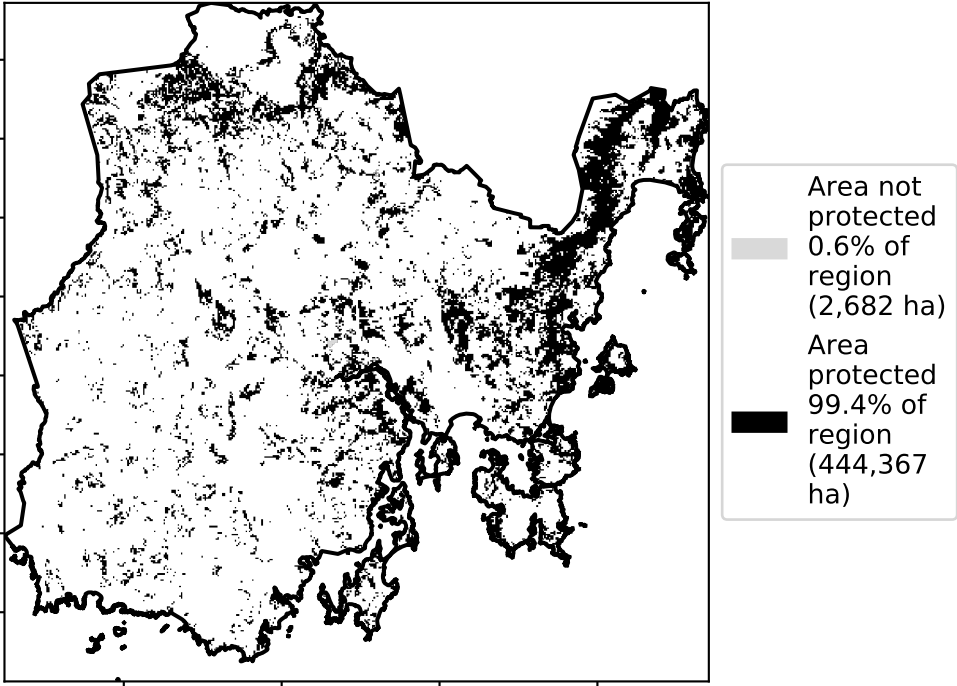 Area not
protected
0.6% of
region
(2,682 ha)
Area
protected
99.4% of
region
(444,367
ha)